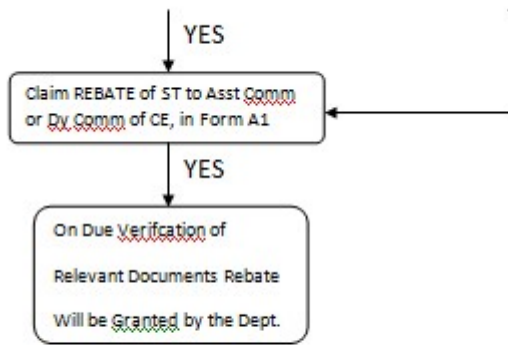 YES
Claim REBATE of ST to Asst Comm
or Dy Comm of CE, in Form A1
YES
On Due Verifcation of
Relevant Documents Rebate
Will be Granted by the Dept.